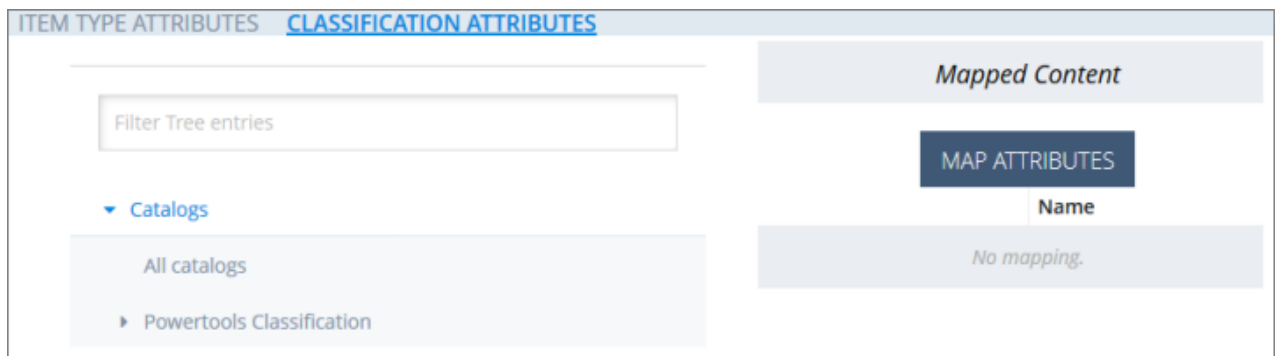 ITEM TYPE ATTRIBUTES CLASSIFICATION ATTRIBUTES
Filter Tree entries
Catalogs
All catalogs
Powertools Classification
Mapped Content
MAP ATTRIBUTES
Name
No mapping.